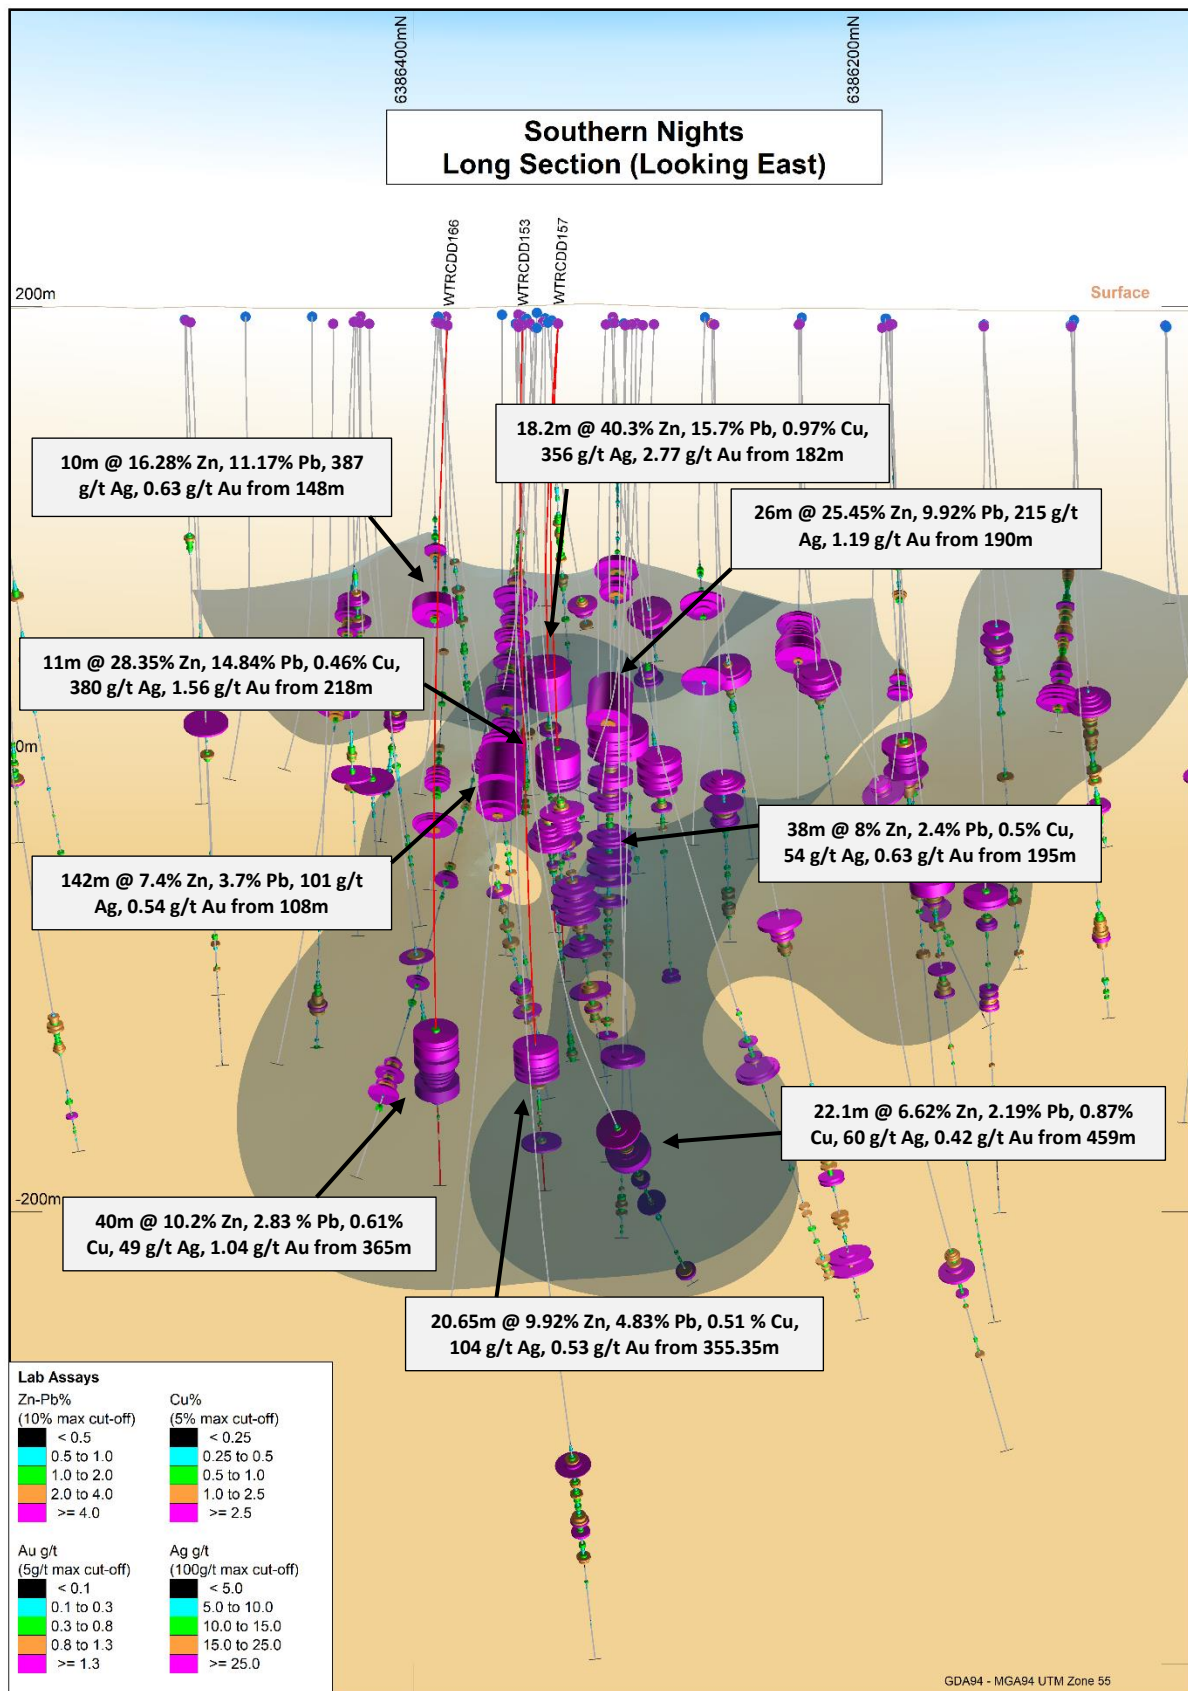 6386400mN
6386200mN
Southern Nights
Long Section (Looking East)
WTRCDD166
WTRCDD153
WTRCDD157
200m
Surface
18.2m @ 40.3% Zn, 15.7% Pb, 0.97% Cu,
356 g/t Ag, 2.77 g/t Au from 182m
10m @ 16.28% Zn, 11.17% Pb, 387
g/t Ag, 0.63 g/t Au from 148m
26m @ 25.45% Zn, 9.92% Pb, 215 g/t
Ag, 1.19 g/t Au from 190m
11m @ 28.35% Zn, 14.84% Pb, 0.46% Cu,
380 g/t Ag, 1.56 g/t Au from 218m
0m
38m @ 8% Zn, 2.4% Pb, 0.5% Cu,
54 g/t Ag, 0.63 g/t Au from 195m
142m @ 7.4% Zn, 3.7% Pb, 101 g/t
Ag, 0.54 g/t Au from 108m
22.1m @ 6.62% Zn, 2.19% Pb, 0.87%
Cu, 60 g/t Ag, 0.42 g/t Au from 459m
-200m
40m @ 10.2% Zn, 2.83 % Pb, 0.61%
Cu, 49 g/t Ag, 1.04 g/t Au from 365m
20.65m @ 9.92% Zn, 4.83% Pb, 0.51 % Cu,
104 g/t Ag, 0.53 g/t Au from 355.35m
Lab Assays
Zn-Pb%
(10% max cut-off)
< 0.5
0.5 to 1.0
1.0 to 2.0
2.0 to 4.0
>= 4.0
Cu%
(5% max cut-off)
< 0.25
0.25 to 0.5
0.5 to 1.0
1.0 to 2.5
>= 2.5
Au g/t
(5g/t max cut-off)
< 0.1
0.1 to 0.3
0.3 to 0.8
0.8 to 1.3
>= 1.3
Ag g/t
(100g/t max cut-off)
< 5.0
5.0 to 10.0
10.0 to 15.0
15.0 to 25.0
>= 25.0
GDA94 - MGA94 UTM Zone 55